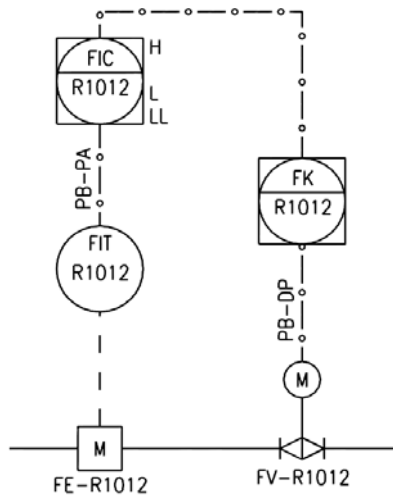 FIC
R1012
H
L
LL
PB-PA
FIT
R1012
M
FE-R1012
FK
R1012
PB-DP
M
FV-R1012